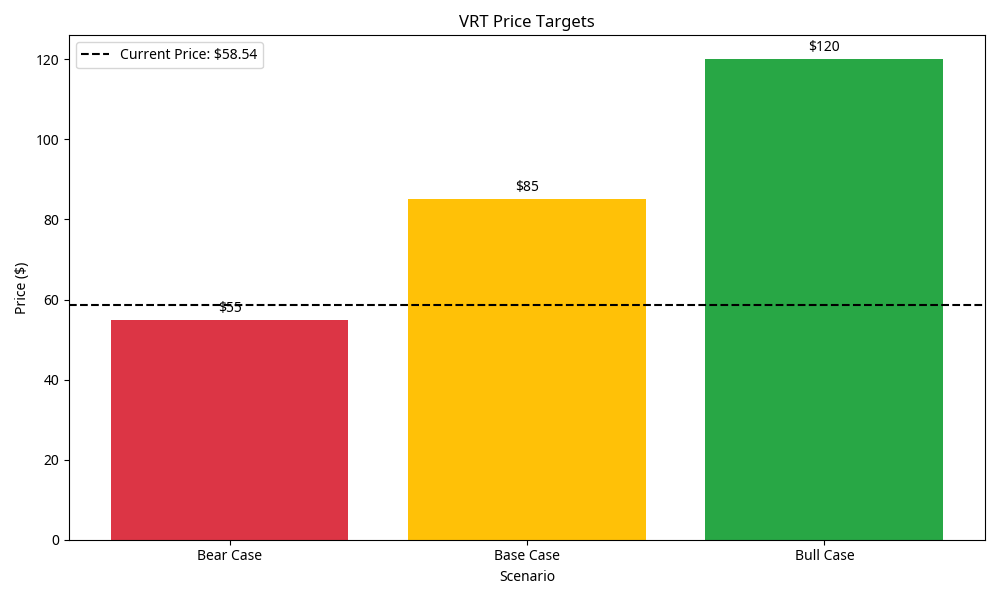 VRT Price Targets
Current Price: $58.54
$120
$85
$55
Price ($)
120
100
80
60
40
20
0
Bear Case
Base Case
Bull Case
Scenario